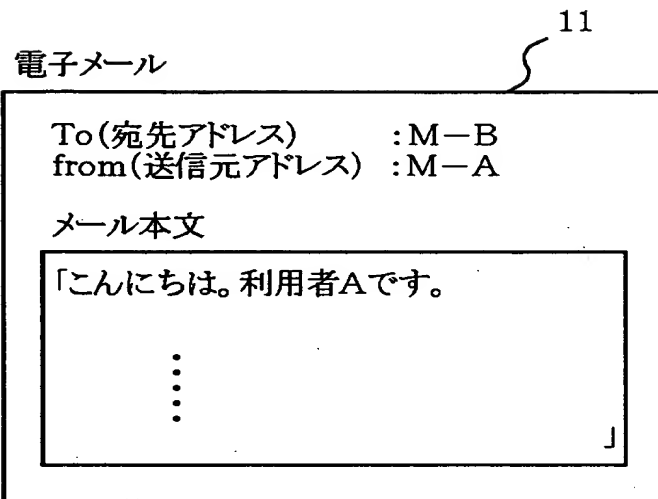 11
電子メール
To(宛先アドレス) :M−B
from(送信元アドレス) :M−A
メール本文
「こんにちは。利用者Aです。
」